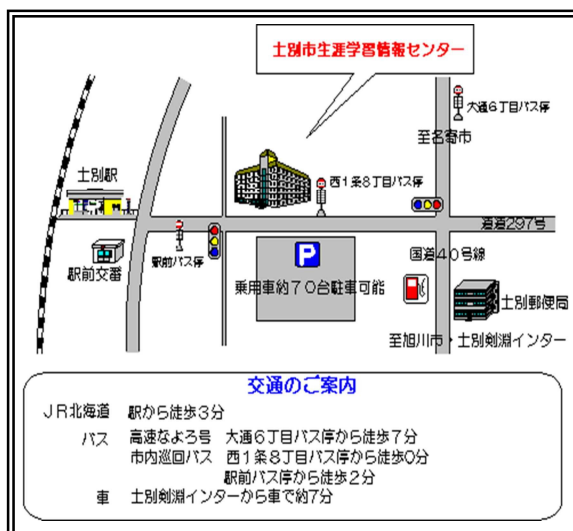 土別市生涯学習情報センター
大通6丁目バス停
至名寄市
土別駅
西1条8丁目バス停
道道297号
駅前バス停
駅前交番
P
国道40号線
乗用車約70台駐車可能
土別郵便局
至旭川市・土別剣淵インター
交通のご案内
JR北海道 駅から徒歩3分
バス 高速なよろ号 大通6丁目バス停から徒歩7分
市内巡回バス 西1条8丁目バス停から徒歩0分
駅前バス停から徒歩2分
車 土別剣淵インターから車で約7分